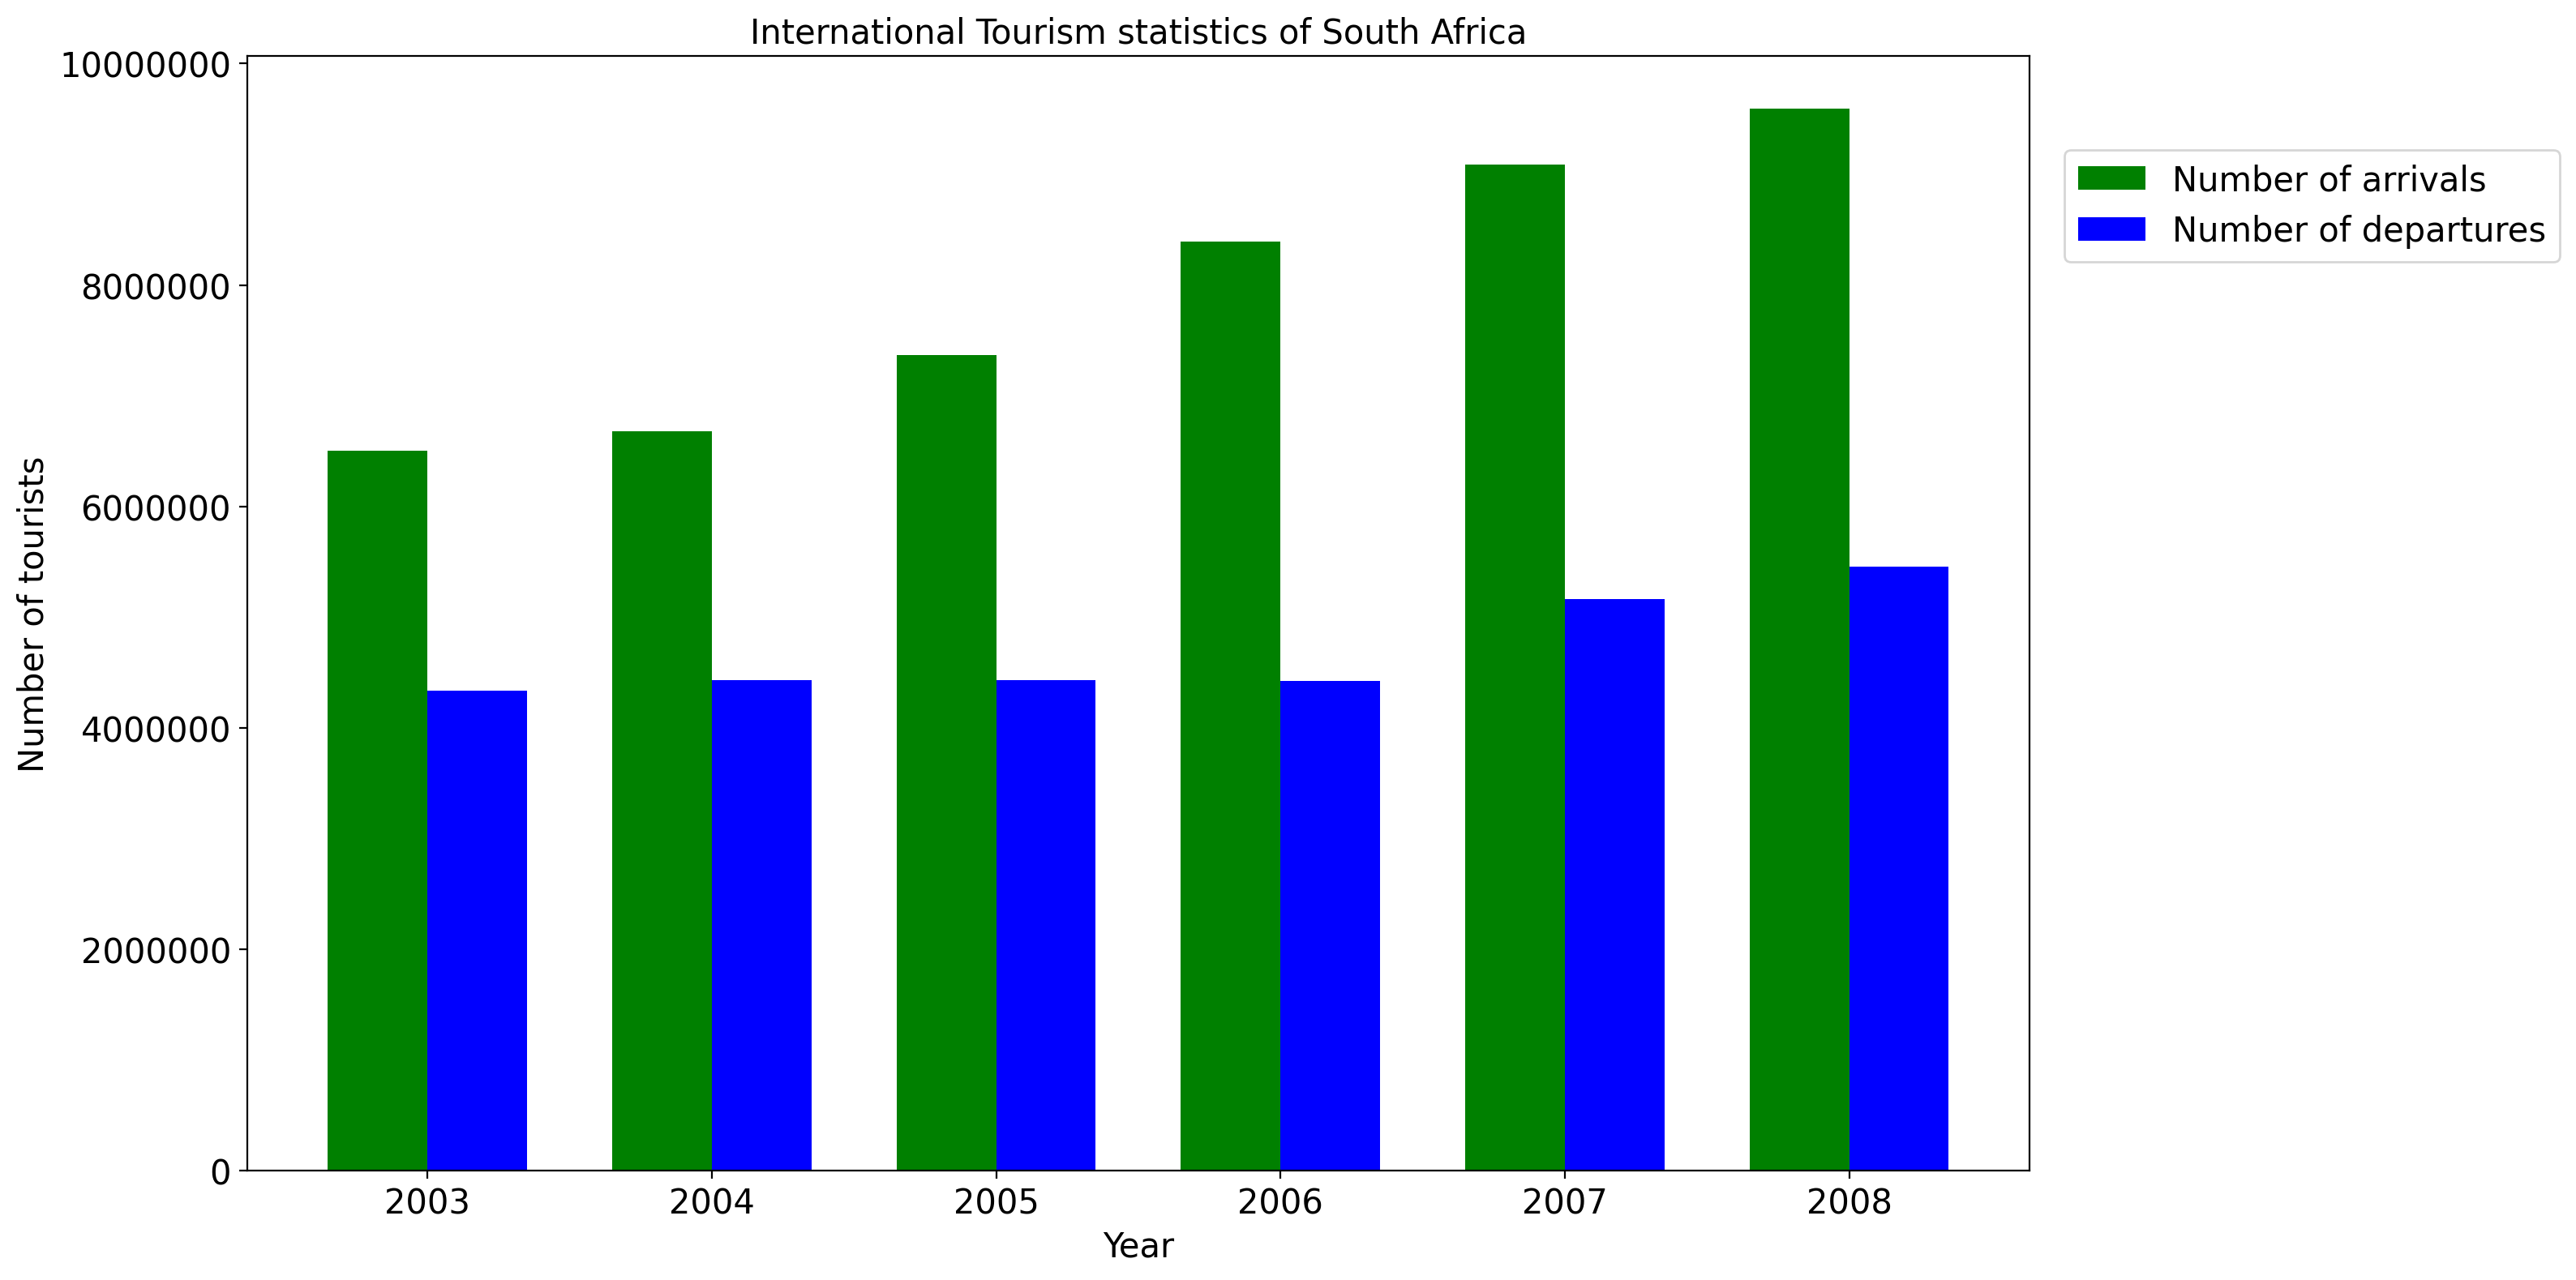 International Tourism statistics of South Africa
10000000
8000000
6000000
4000000
2000000
0
Number of tourists
2003 2004 2005 2006 2007 2008
Year
Number of arrivals
Number of departures